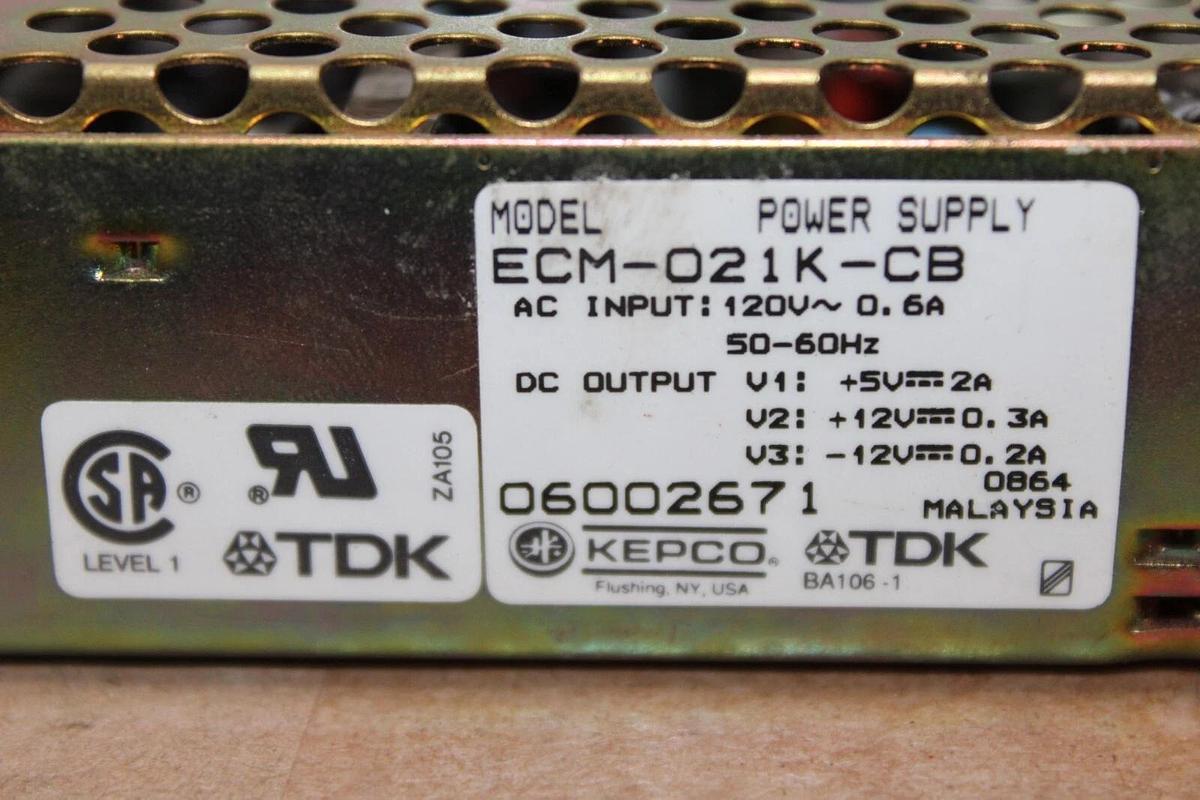 MODEL POWER SUPPLY
ECM-021K-CB
AC INPUT: 120V~ 0.6A
50-60Hz
DC OUTPUT V1: +5V⎓2A
V2: +12V⎓0.3A
V3: -12V⎓0.2A
0864
06002671 MALAYSIA
KEPCO® TDK
Flushing, NY, USA BA106-1
SA ®
LEVEL 1
RU ®
ZA105
TDK